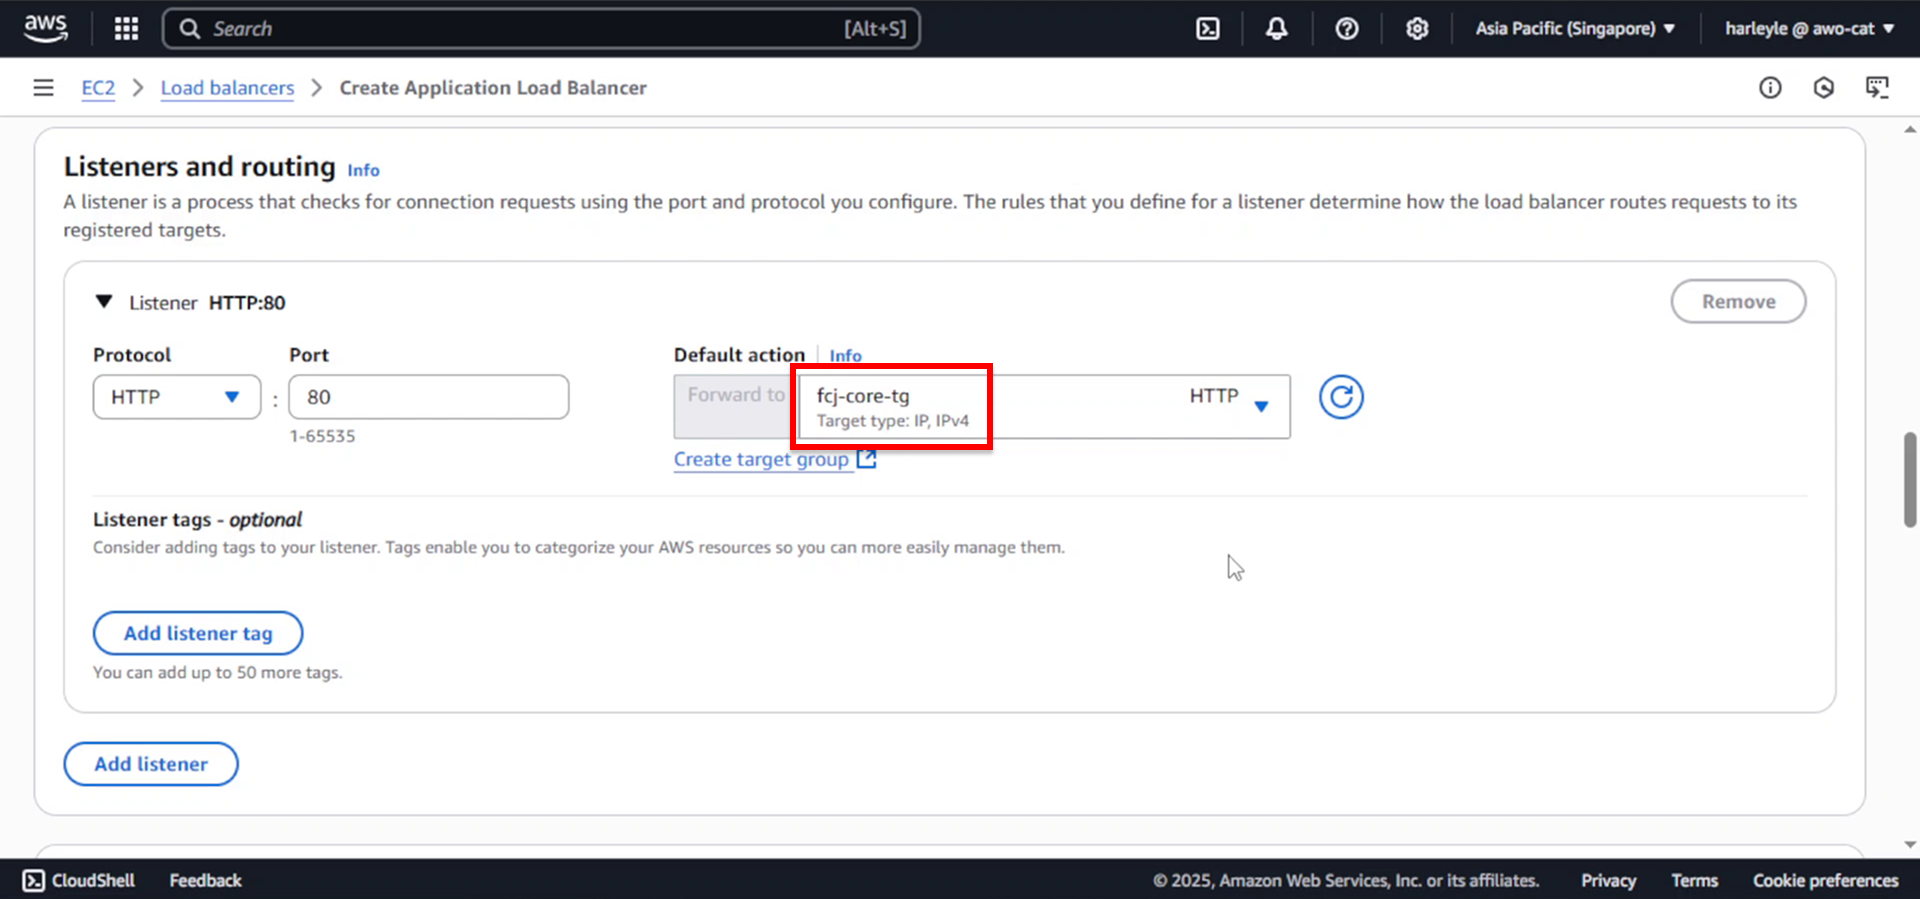 aws
Search [Alt+S]
Asia Pacific (Singapore)
harleyle @ awo-cat
EC2
Load balancers
Create Application Load Balancer
Listeners and routing Info
A listener is a process that checks for connection requests using the port and protocol you configure. The rules that you define for a listener determine how the load balancer routes requests to its
registered targets.
Listener HTTP:80
Remove
Protocol
Port
Default action
Info
HTTP
:
80
Forward to
fcj-core-tg
HTTP
Target type: IP, IPv4
1-65535
Create target group
Listener tags - optional
Consider adding tags to your listener. Tags enable you to categorize your AWS resources so you can more easily manage them.
Add listener tag
You can add up to 50 more tags.
Add listener
CloudShell
Feedback
© 2025, Amazon Web Services, Inc. or its affiliates.
Privacy
Terms
Cookie preferences